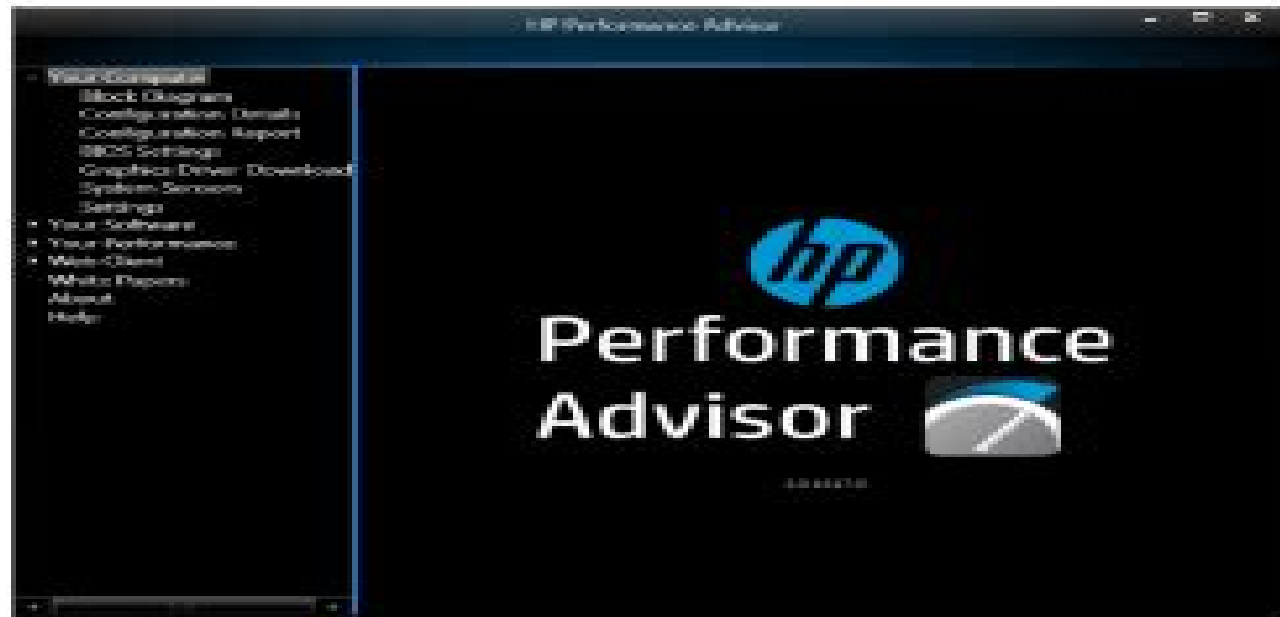 HP Performance Advisor
Your Computer
Block Diagram
Configuration Details
Configuration Report
BIOS Settings
Graphics Driver Download
System Sensors
Settings
Your Software
Your Performance
Web Client
White Papers
About
Help
hp
Performance
Advisor